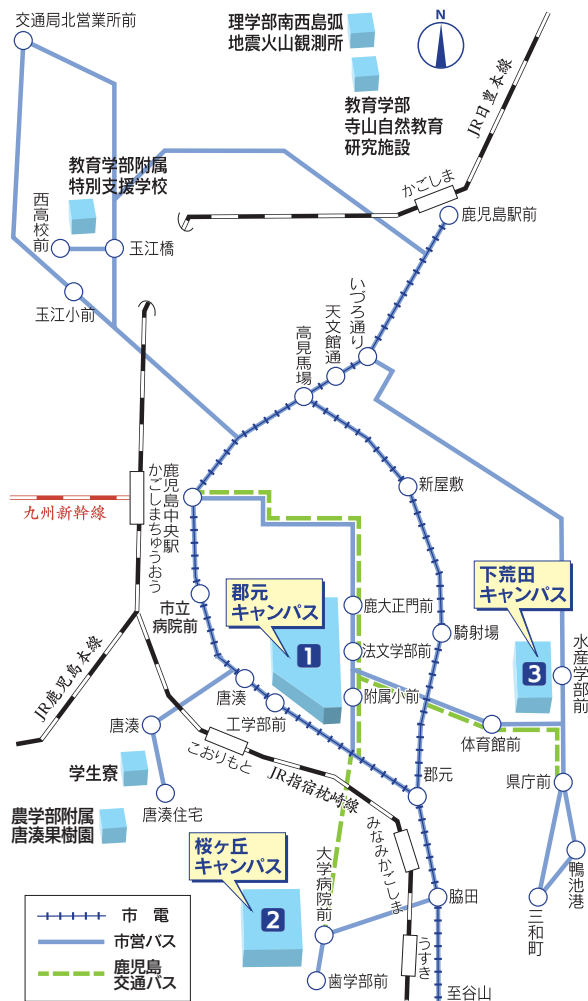 交通局北営業所前
理学部南西島弧
地震火山観測所
N
教育学部
寺山自然教育
研究施設
JR日豊本線
教育学部附属
特別支援学校
かごしま
鹿児島駅前
西高校前
玉江橋
玉江小前
いづろ通り
天文館通
高見馬場
鹿児島中央駅
かごしまちゅうおう
九州新幹線
新屋敷
市立
病院前
郡元
キャンパス
1
鹿大正門前
法文学部前
附属小前
騎射場
下荒田
キャンパス
3
水産学部前
JR鹿児島本線
唐湊
工学部前
唐湊
こおりもと
体育館前
学生寮
JR指宿枕崎線
郡元
県庁前
唐湊住宅
農学部附属
唐湊果樹園
みなみかごしま
桜ヶ丘
キャンパス
2
大学病院前
鴨池港
三和町
脇田
うすき
歯学部前
至谷山
市 電
市営バス
鹿児島
交通バス